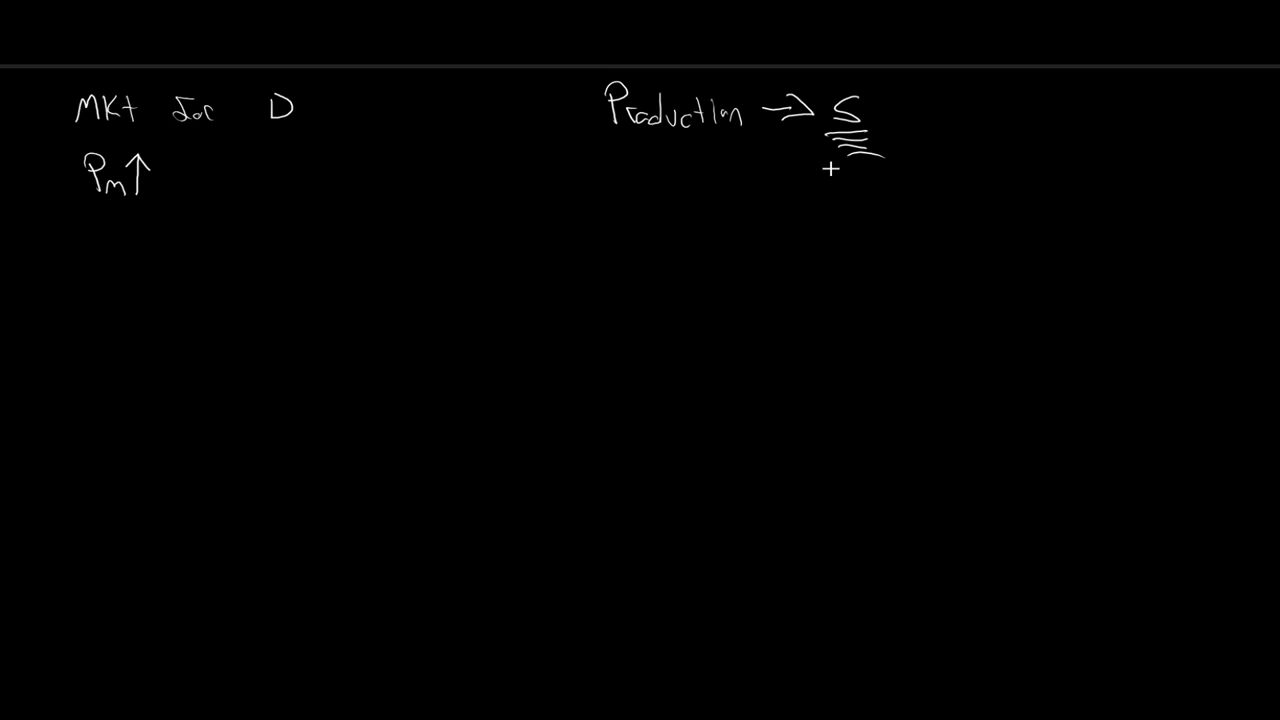 MKt for D
Production → S
Pm↑